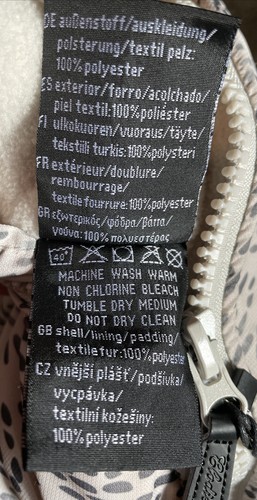 DE außenstoff/auskleidung/
polsterung/textil pelz:
100% polyester
ES exterior/forro/acolchado/
piel textil:100%poliéster
FI ulkokuoren/vuoraus/täyte/
tekstiili turkis:100%polysteri
FR extérieur/doublure/
rembourrage/
textile fourrure:100%polyester
GR εξωτερικός/φόδρα/βάττα/
γούνα:100% πολυεστέρας
40°
MACHINE WASH WARM
NON CHLORINE BLEACH
TUMBLE DRY MEDIUM
DO NOT DRY CLEAN
GB shell/lining/padding/
textile fur:100%polyester
CZ vnější plášť/podšívka/
vycpávka/
textilní kožešiny:
100%polyester